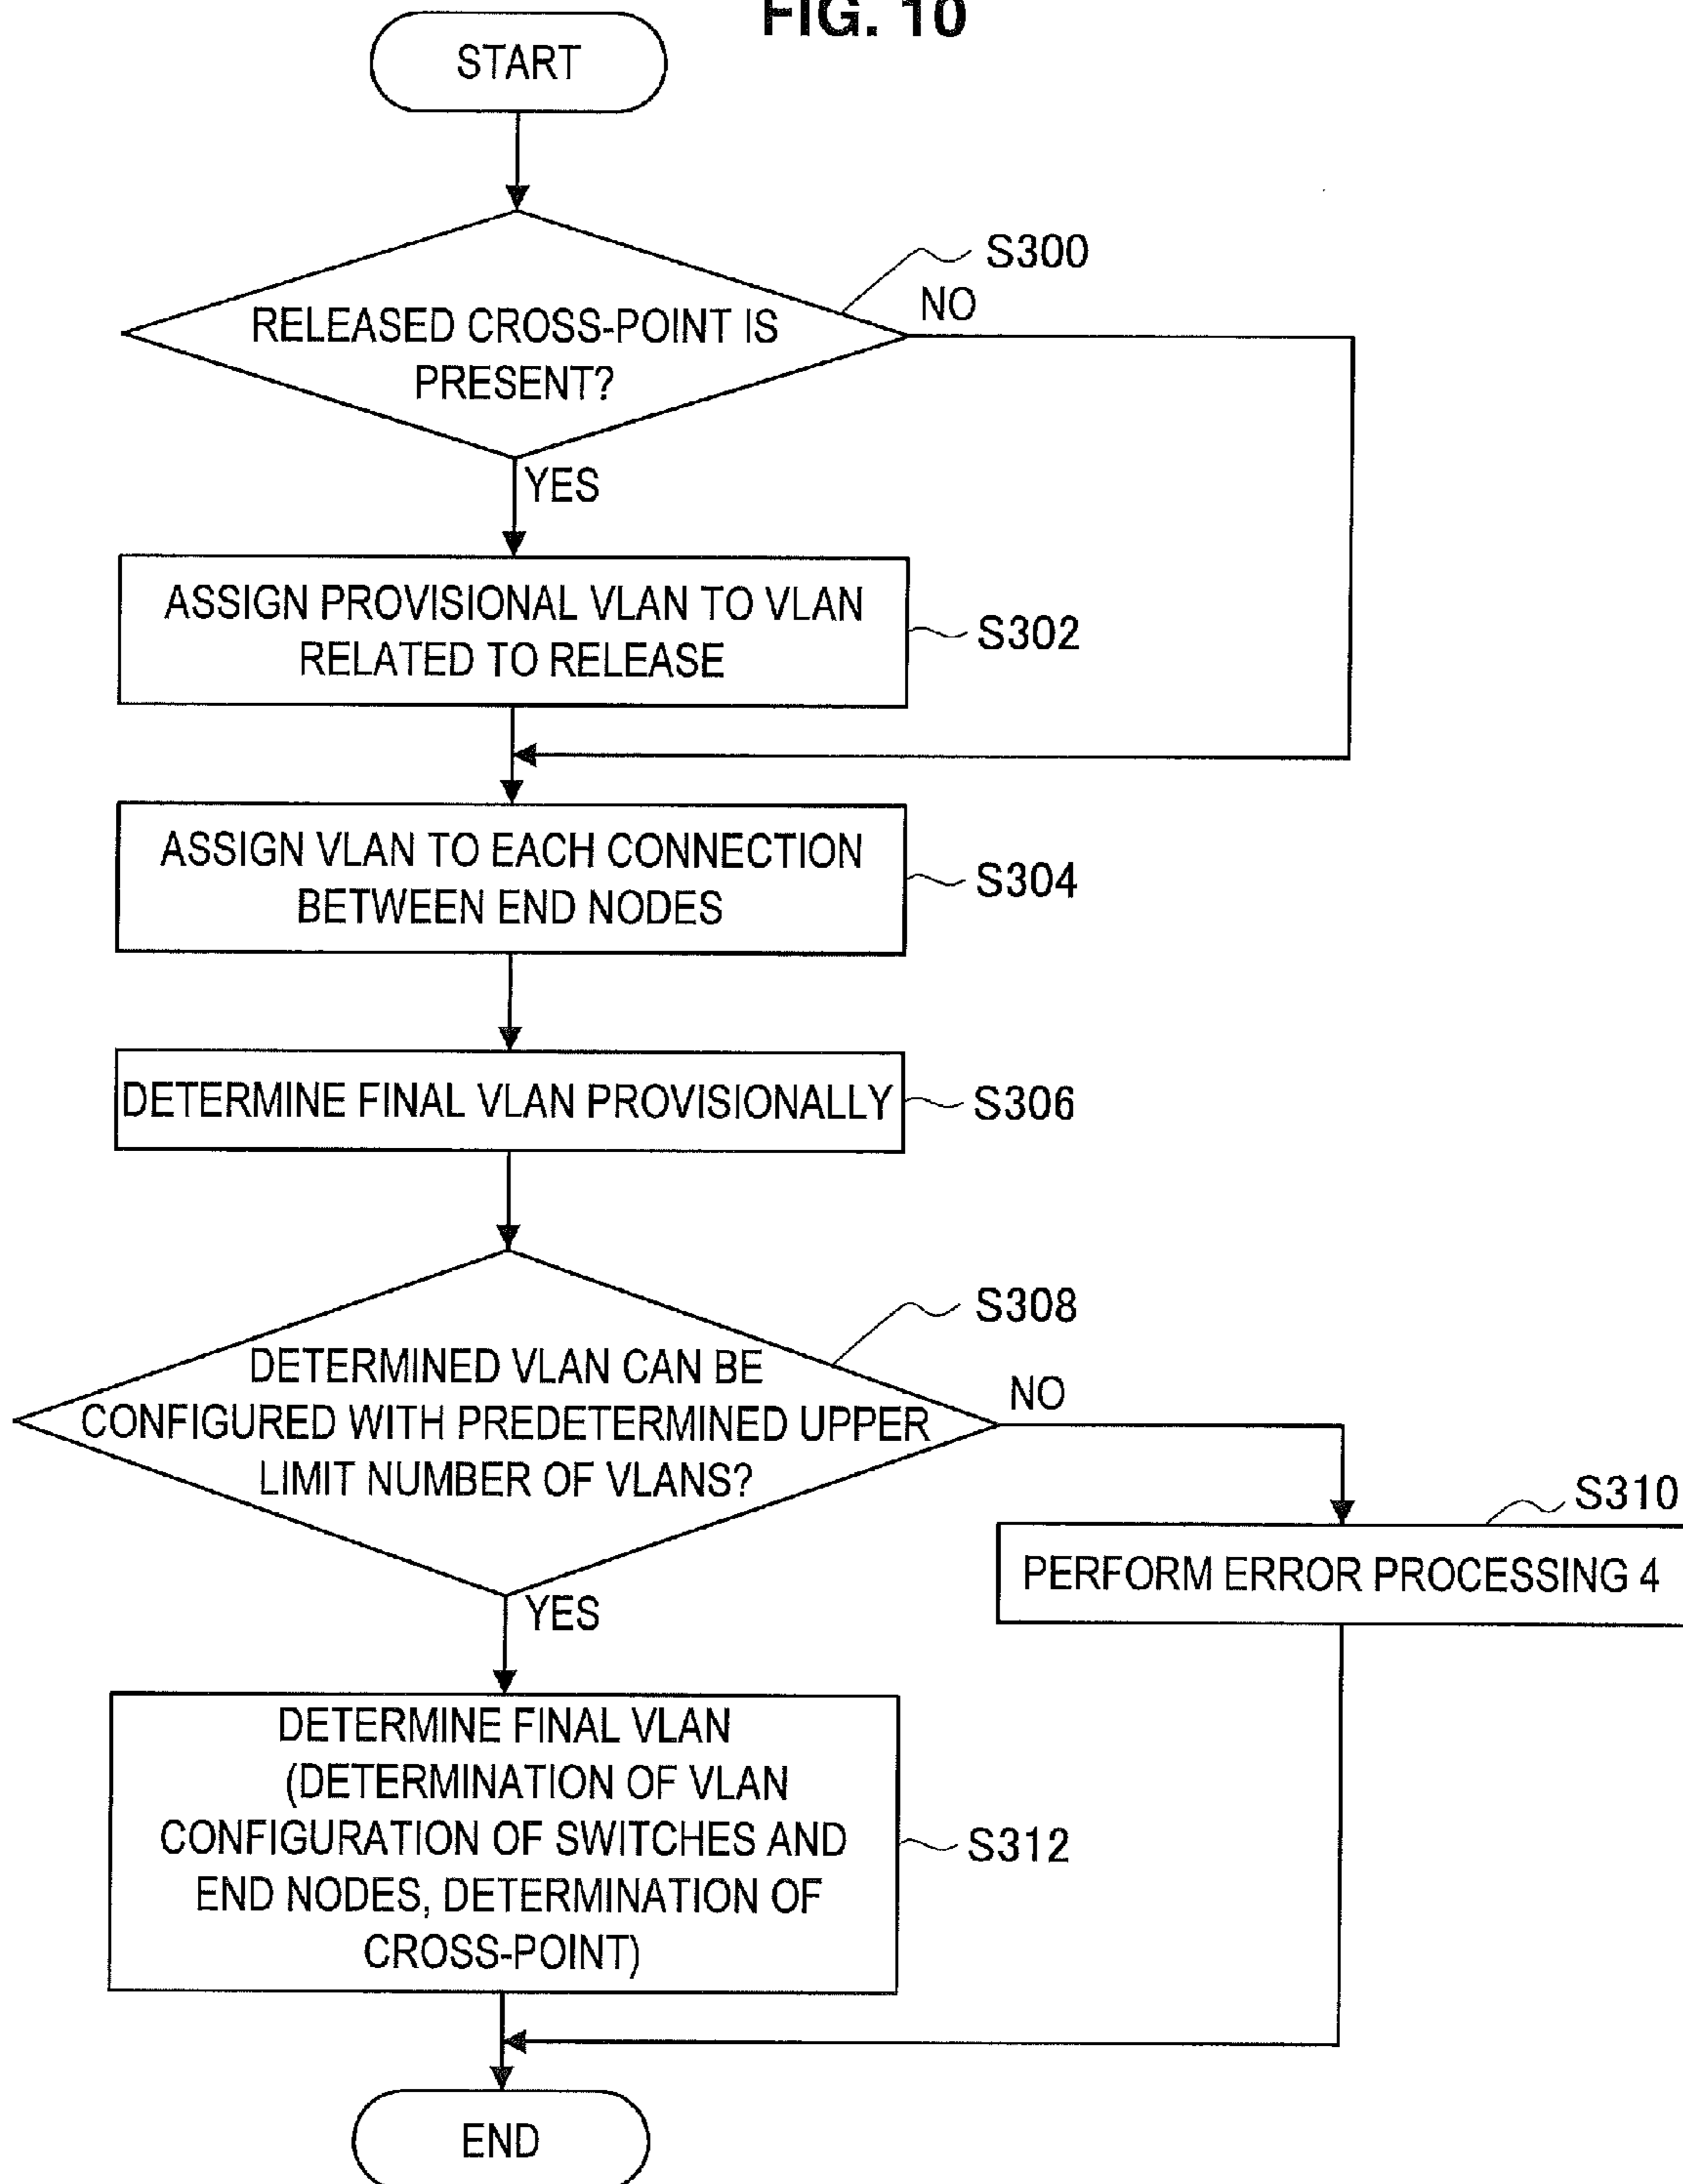 FIG. 10
START
S300
NO
RELEASED CROSS-POINT IS
PRESENT?
YES
ASSIGN PROVISIONAL VLAN TO VLAN
RELATED TO RELEASE
S302
ASSIGN VLAN TO EACH CONNECTION
BETWEEN END NODES
S304
DETERMINE FINAL VLAN PROVISIONALLY
S306
S308
DETERMINED VLAN CAN BE
CONFIGURED WITH PREDETERMINED UPPER
LIMIT NUMBER OF VLANS?
NO
S310
PERFORM ERROR PROCESSING 4
YES
DETERMINE FINAL VLAN
(DETERMINATION OF VLAN
CONFIGURATION OF SWITCHES AND
END NODES, DETERMINATION OF
CROSS-POINT)
S312
END